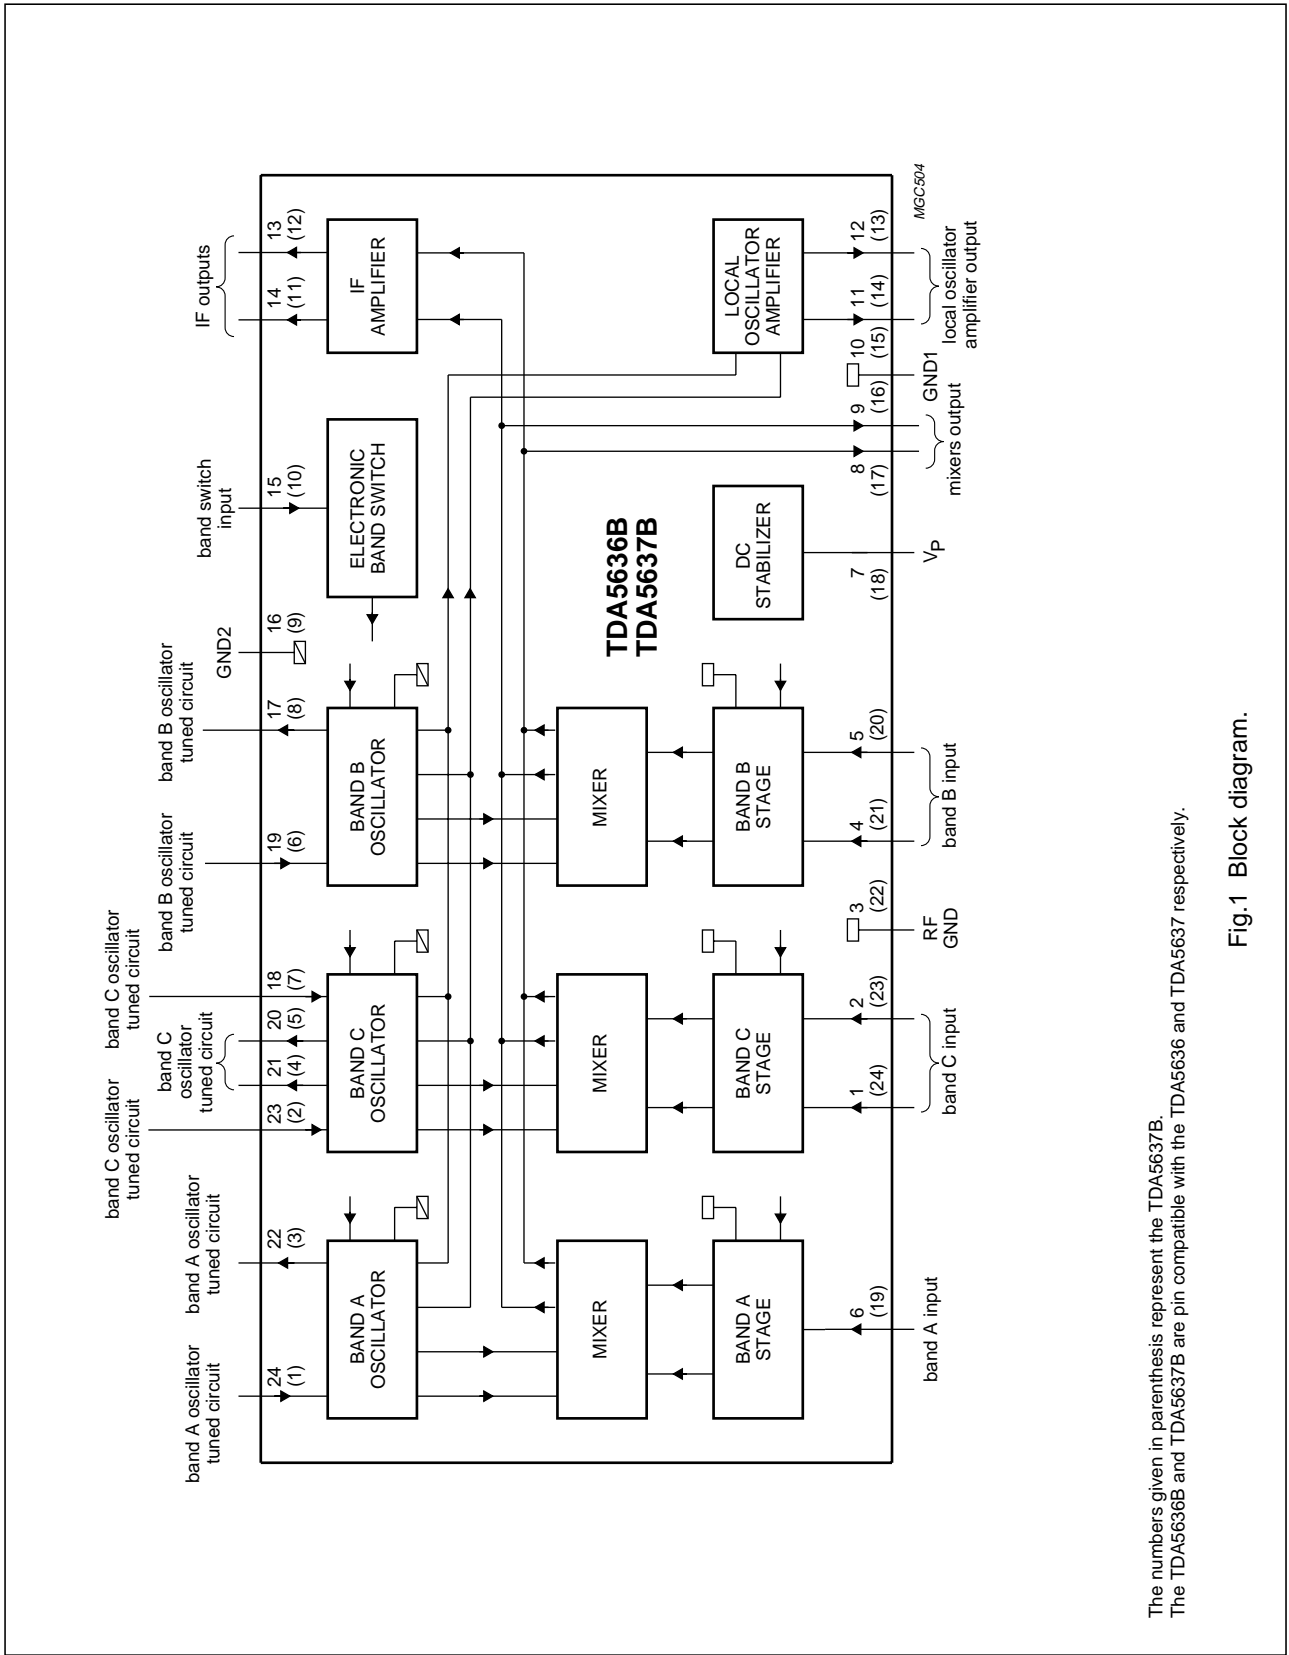 band A oscillator
tuned circuit
24
(1)
band A oscillator
tuned circuit
22
(3)
band C oscillator
tuned circuit
23
(2)
band C
oscillator
tuned circuit
21
(4)
20
(5)
band C oscillator
tuned circuit
18
(7)
band B oscillator
tuned circuit
19
(6)
band B oscillator
tuned circuit
17
(8)
GND2
16
(9)
band switch
input
15
(10)
IF outputs
14
(11)
13
(12)
BAND A
OSCILLATOR
BAND C
OSCILLATOR
BAND B
OSCILLATOR
ELECTRONIC
BAND SWITCH
IF
AMPLIFIER
MIXER
MIXER
MIXER
TDA5636B
TDA5637B
BAND A
STAGE
BAND C
STAGE
BAND B
STAGE
DC
STABILIZER
LOCAL
OSCILLATOR
AMPLIFIER
6
(19)
band A input
1
(24)
2
(23)
band C input
3
(22)
RF
GND
4
(21)
5
(20)
band B input
7
(18)
VP
8
(17)
9
(16)
mixers output
10
(15)
GND1
11
(14)
12
(13)
local oscillator
amplifier output
MGC504
The numbers given in parenthesis represent the TDA5637B.
The TDA5636B and TDA5637B are pin compatible with the TDA5636 and TDA5637 respectively.
Fig.1 Block diagram.